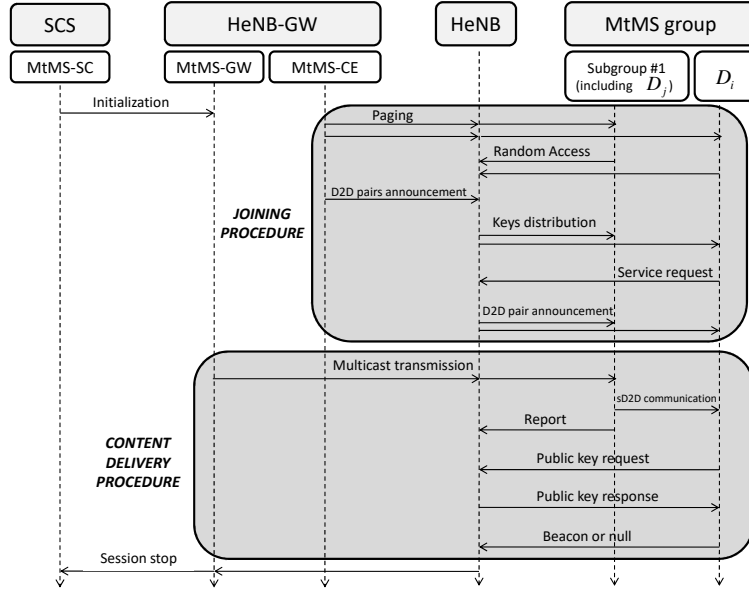 SCS
HeNB-GW
HeNB
MtMS group
MtMS-SC
MtMS-GW
MtMS-CE
Subgroup #1
(including D_j)
D_i
Initialization
Paging
Random Access
D2D pairs announcement
JOINING
PROCEDURE
Keys distribution
Service request
D2D pair announcement
Multicast transmission
sD2D communication
Report
CONTENT
DELIVERY
PROCEDURE
Public key request
Public key response
Beacon or null
Session stop